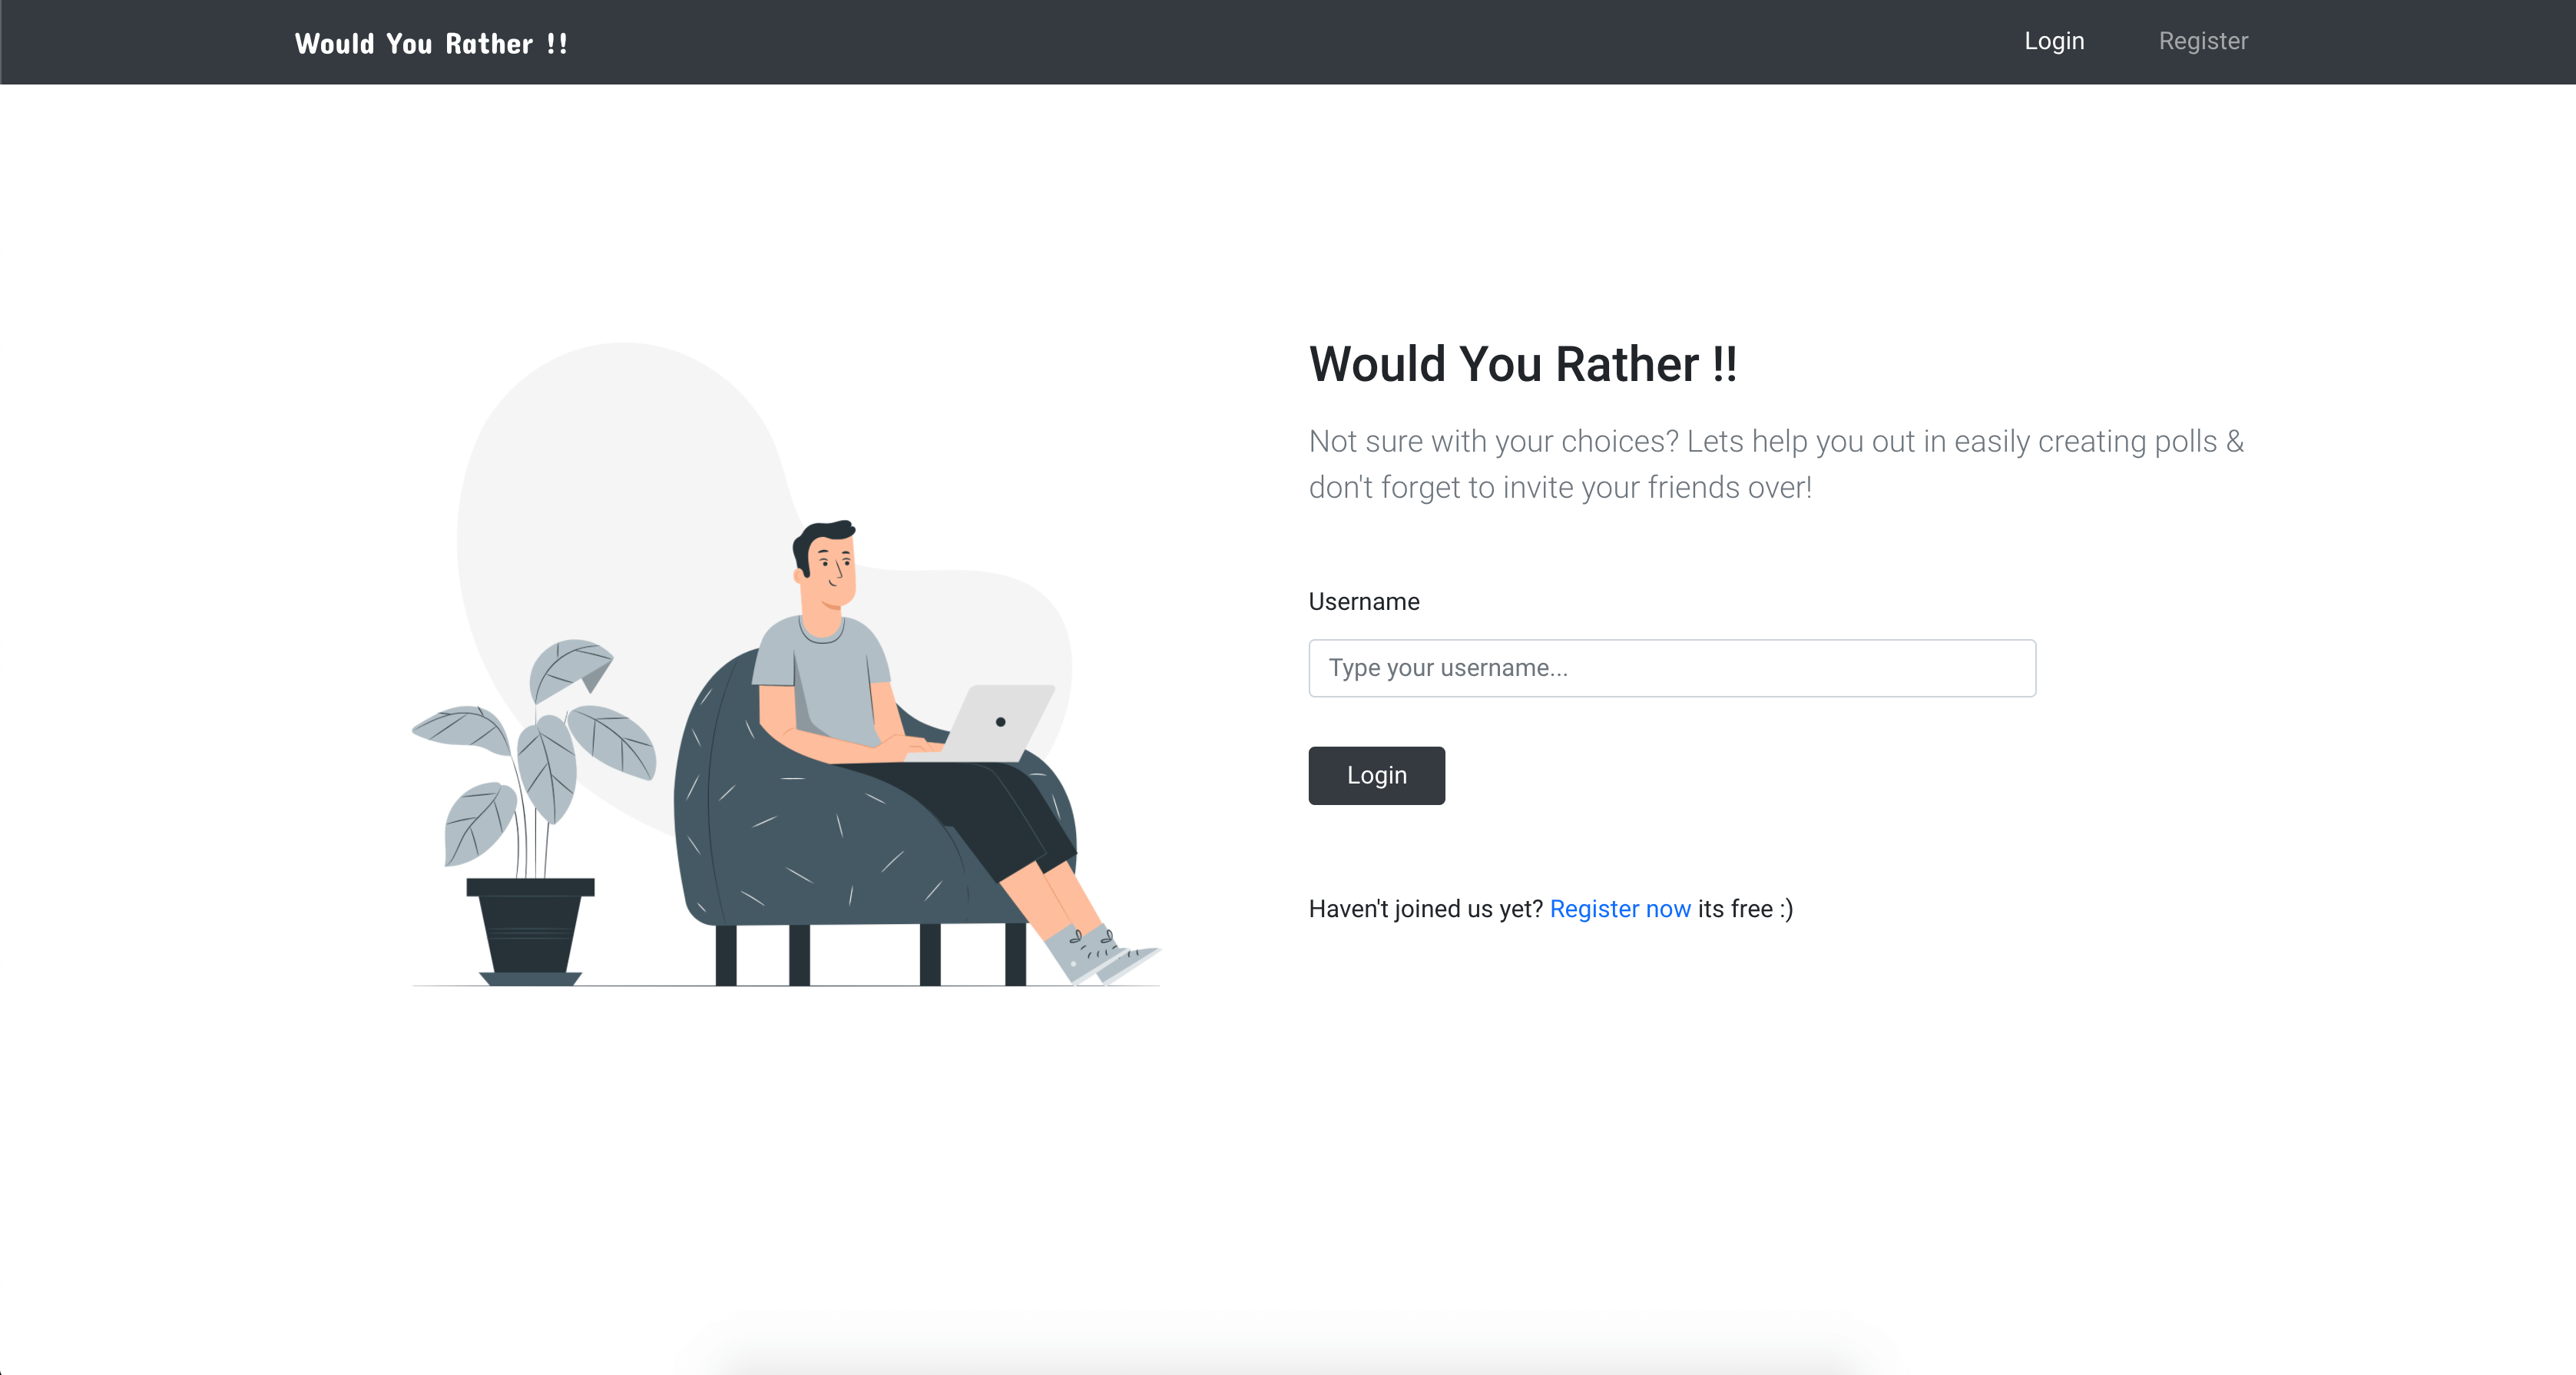 Would You Rather !!
Login
Register
Would You Rather !!
Not sure with your choices? Lets help you out in easily creating polls &
don't forget to invite your friends over!
Username
Type your username...
Login
Haven't joined us yet? Register now its free :)